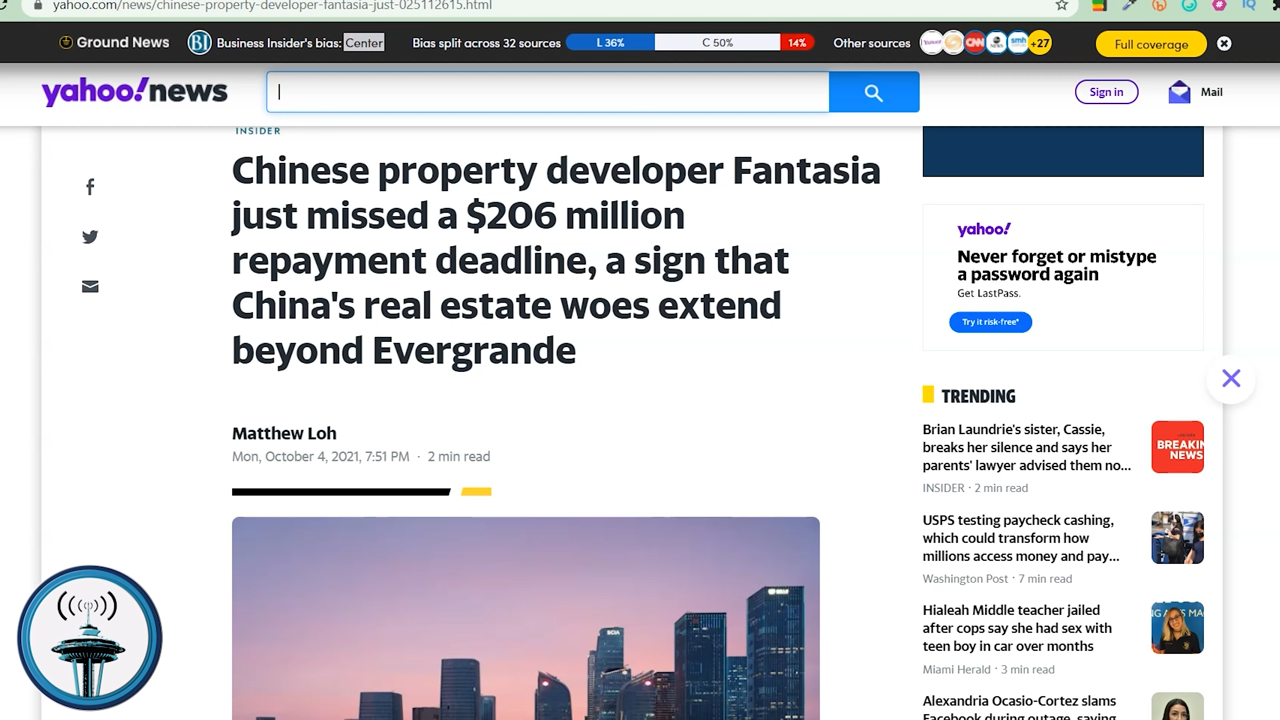 yahoo.com/news/chinese-property-developer-fantasia-just-025112615.html
Ground News
BI
Business Insider's bias: Center
Bias split across 32 sources
L 36%
C 50%
14%
Other sources
CNN
+27
Full coverage
yahoo!news
Sign in
Mail
INSIDER
Chinese property developer Fantasia
just missed a $206 million
repayment deadline, a sign that
China's real estate woes extend
beyond Evergrande
Matthew Loh
Mon, October 4, 2021, 7:51 PM · 2 min read
yahoo!
Never forget or mistype
a password again
Get LastPass.
Try it risk-free*
TRENDING
Brian Laundrie's sister, Cassie,
breaks her silence and says her
parents' lawyer advised them no...
INSIDER · 2 min read
BREAKIN
NEWS
USPS testing paycheck cashing,
which could transform how
millions access money and pay...
Washington Post · 7 min read
Hialeah Middle teacher jailed
after cops say she had sex with
teen boy in car over months
Miami Herald · 3 min read
Alexandria Ocasio-Cortez slams
Facebook during outage, saying